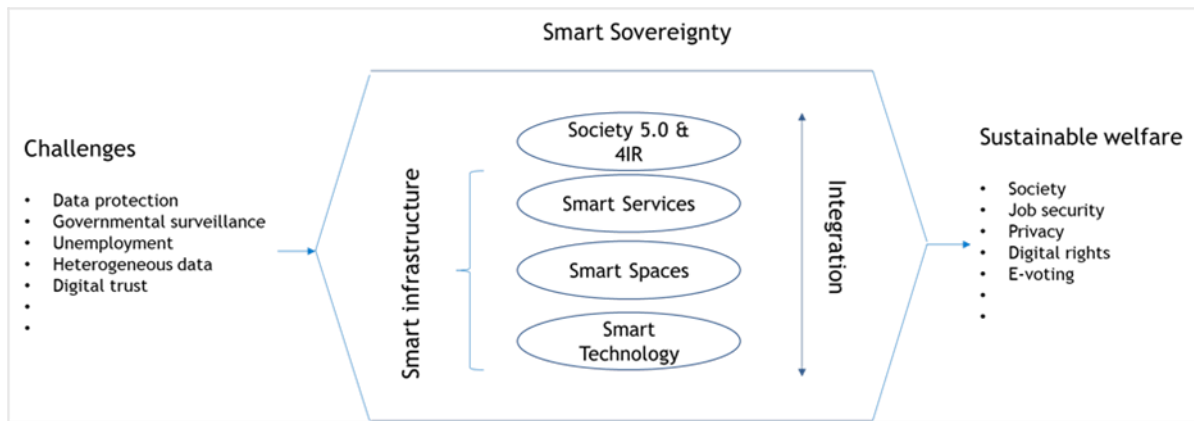 Smart Sovereignty
Challenges
• Data protection
• Governmental surveillance
• Unemployment
• Heterogeneous data
• Digital trust
•
•
Smart infrastructure
Society 5.0 &
4IR
Smart Services
Smart Spaces
Smart
Technology
Integration
Sustainable welfare
• Society
• Job security
• Privacy
• Digital rights
• E-voting
•
•